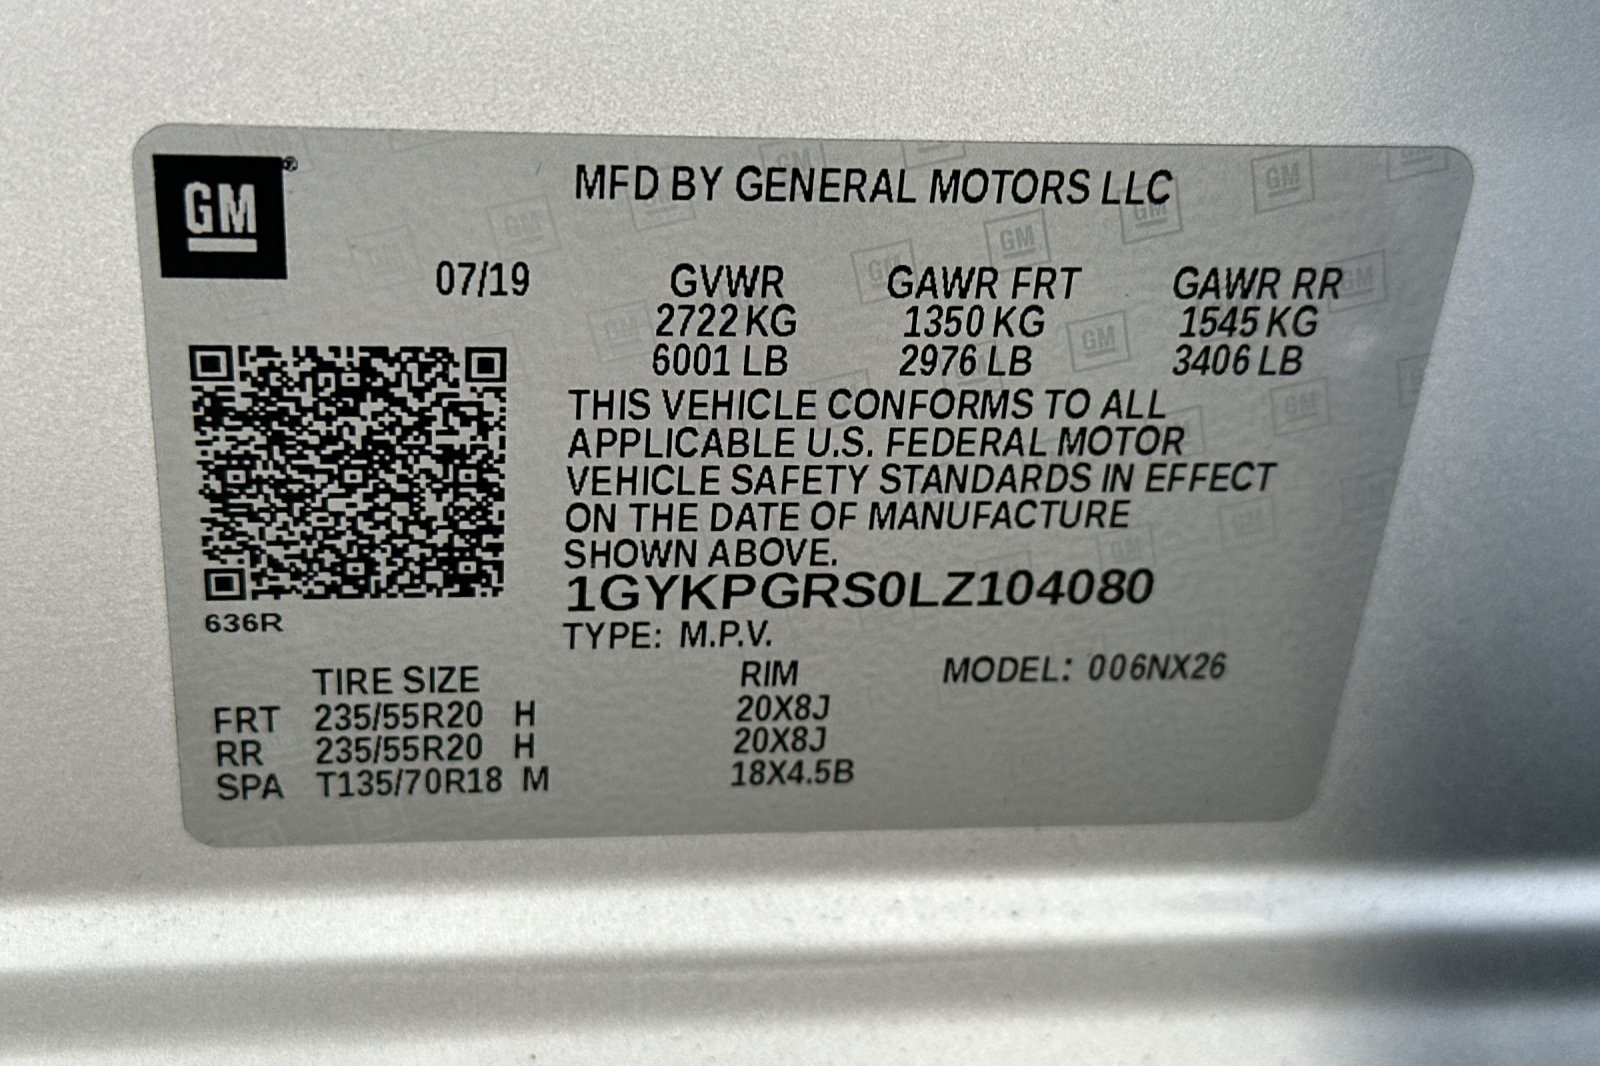 GM®
MFD BY GENERAL MOTORS LLC
07/19 GVWR GAWR FRT GAWR RR
2722 KG 1350 KG 1545 KG
6001 LB 2976 LB 3406 LB
THIS VEHICLE CONFORMS TO ALL
APPLICABLE U.S. FEDERAL MOTOR
VEHICLE SAFETY STANDARDS IN EFFECT
ON THE DATE OF MANUFACTURE
SHOWN ABOVE.
1GYKPGRS0LZ104080
636R
TYPE: M.P.V.
TIRE SIZE RIM MODEL: 006NX26
FRT 235/55R20 H 20X8J
RR 235/55R20 H 20X8J
SPA T135/70R18 M 18X4.5B